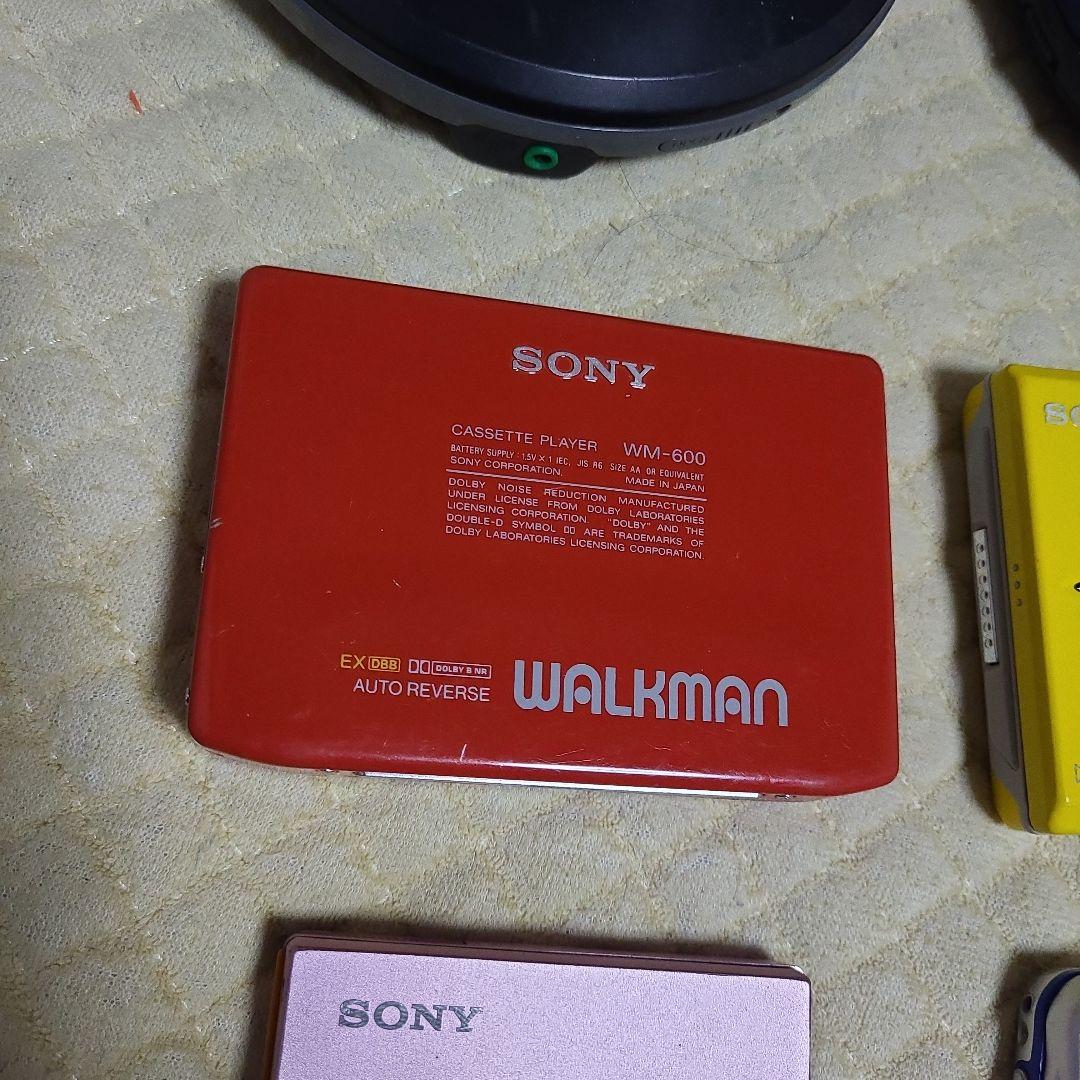 SONY
CASSETTE PLAYER WM-600
BATTERY SUPPLY : 1.5V X 1 IEC, JIS R6 SIZE AA OR EQUIVALENT
SONY CORPORATION. MADE IN JAPAN
DOLBY NOISE REDUCTION MANUFACTURED
UNDER LICENSE FROM DOLBY LABORATORIES
LICENSING CORPORATION. "DOLBY" AND THE
DOUBLE-D SYMBOL ARE TRADEMARKS OF
DOLBY LABORATORIES LICENSING CORPORATION.
EX DBB DOLBY B NR
AUTO REVERSE
WALKMAN
SO
SONY